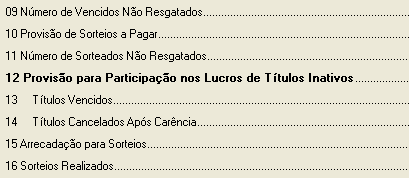 09 Número de Vencidos Não Resgatados
10 Provisão de Sorteios a Pagar
11 Número de Sorteados Não Resgatados
12 Provisão para Participação nos Lucros de Títulos Inativos
13 Títulos Vencidos
14 Títulos Cancelados Após Carência
15 Arrecadação para Sorteios
16 Sorteios Realizados